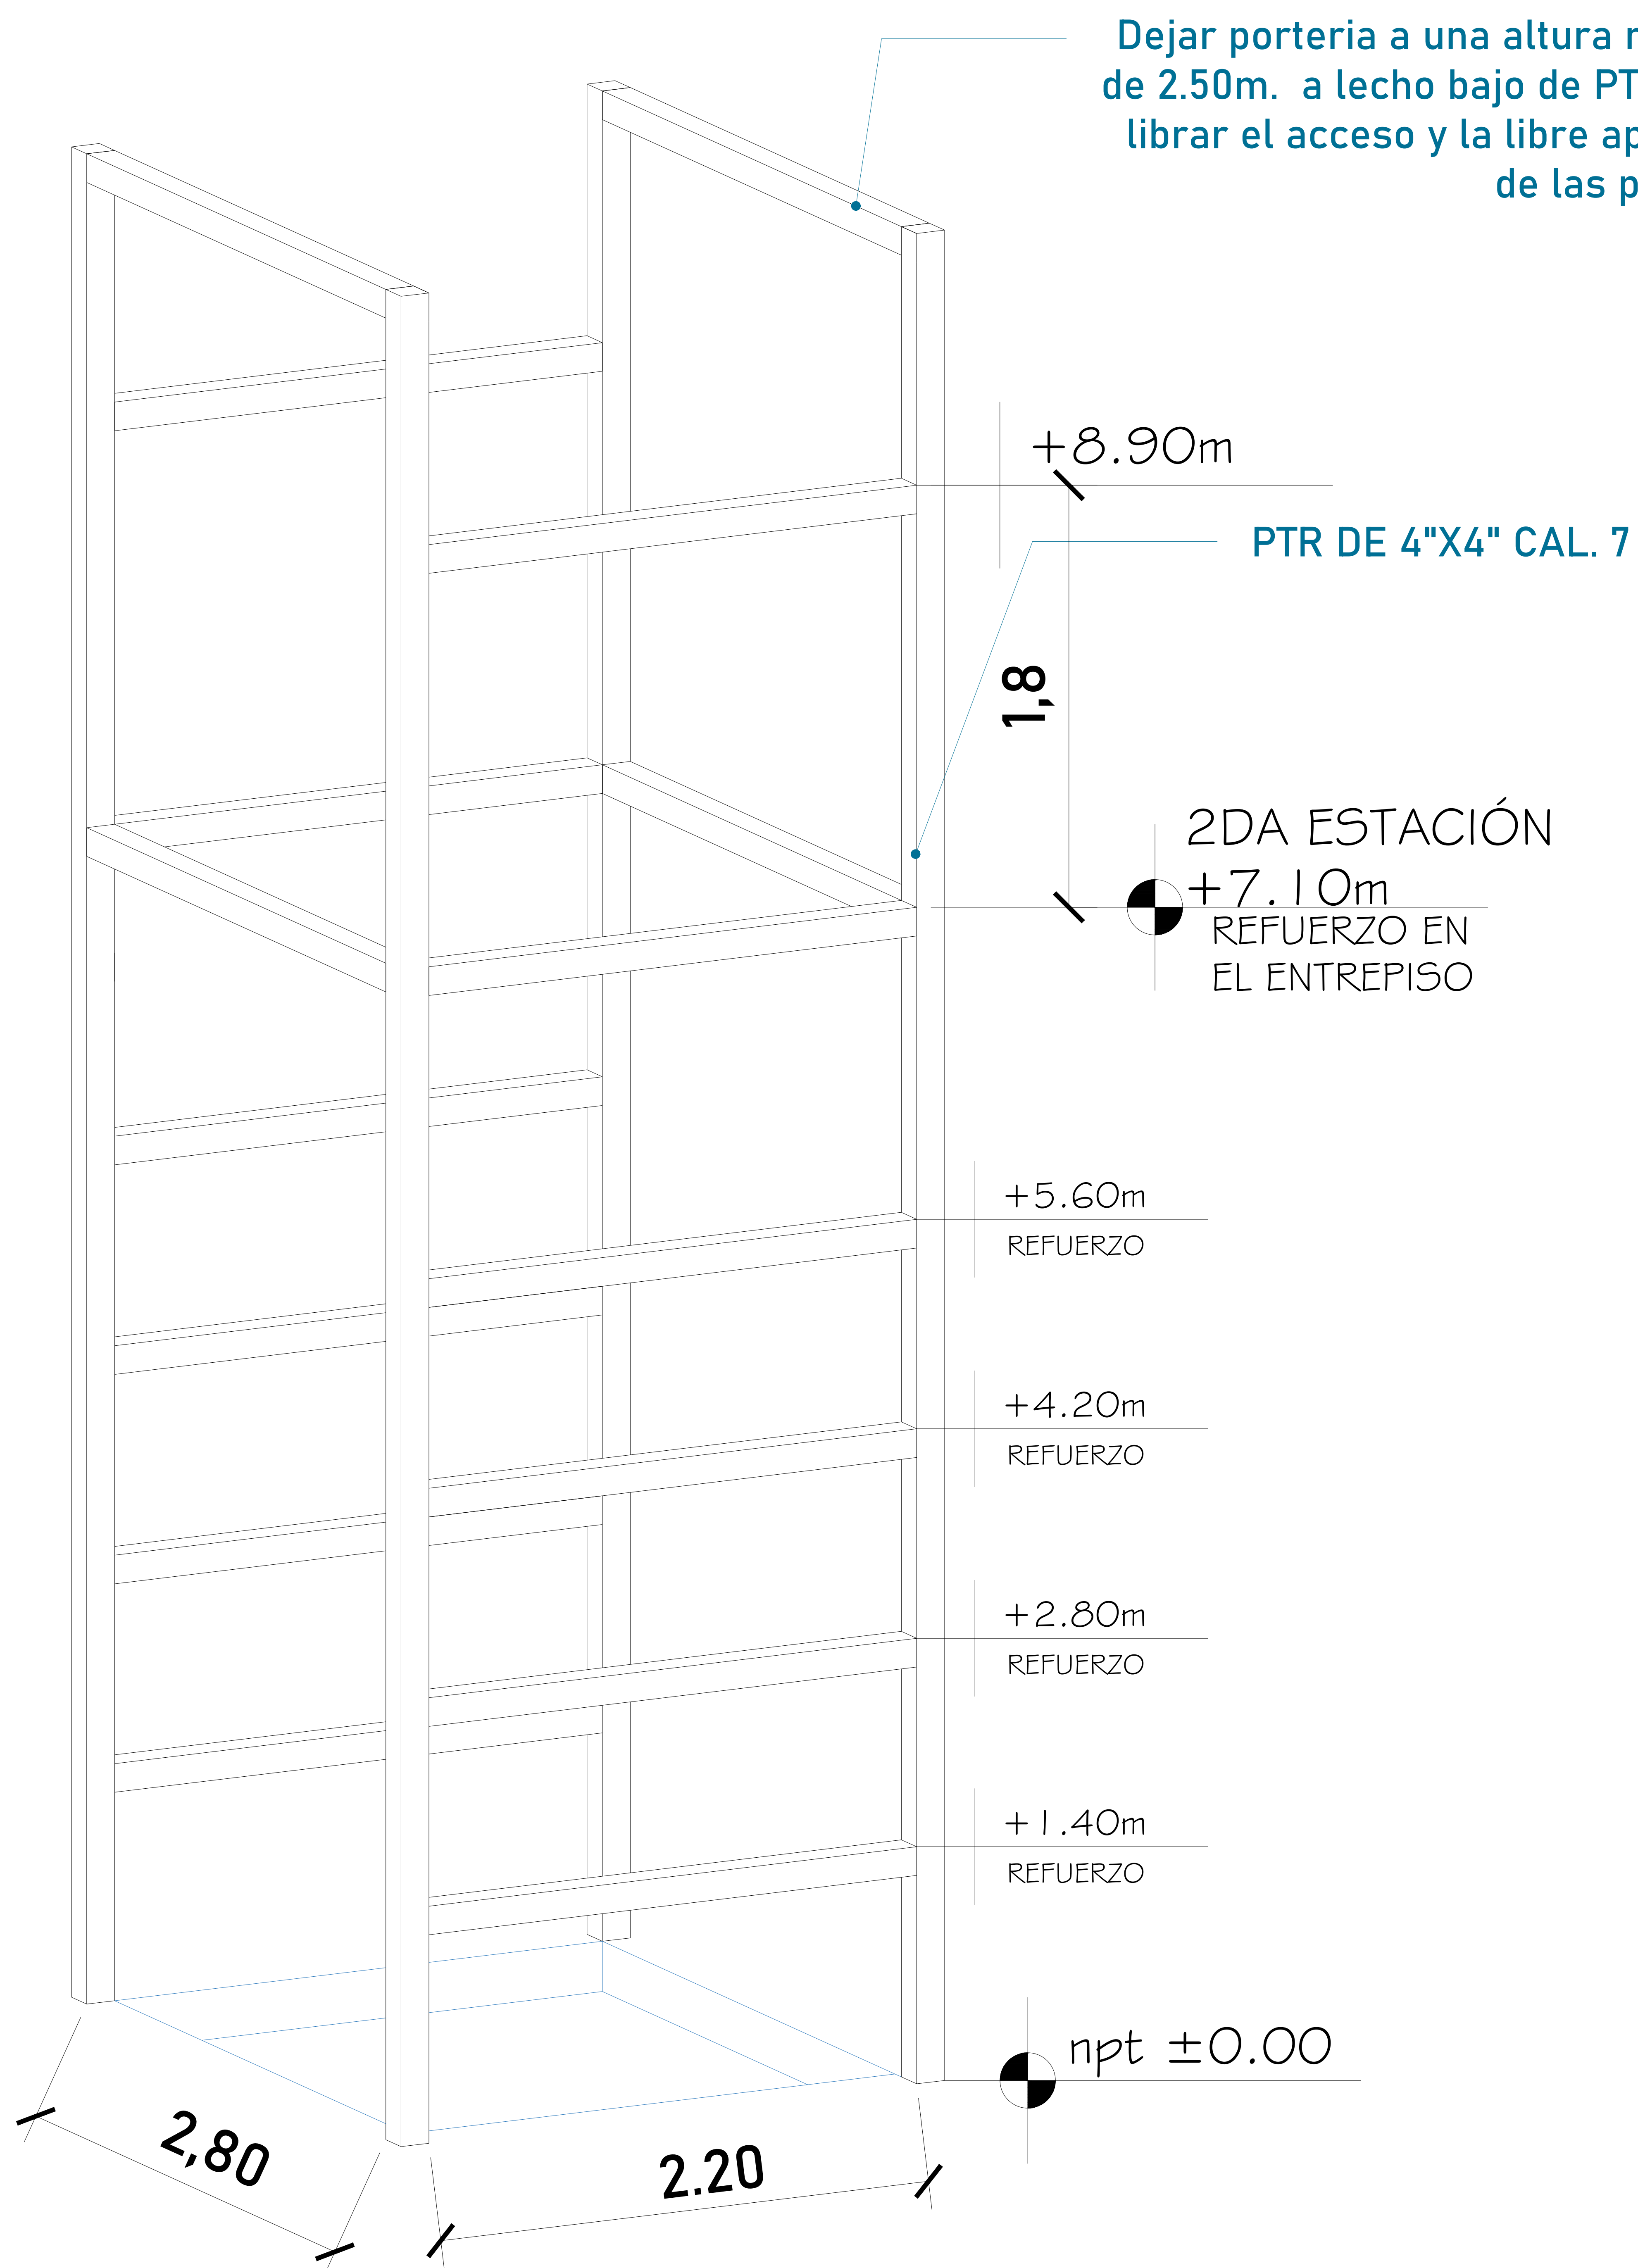 Dejar porteria a una altura
de 2.50m. a lecho bajo de
librar el acceso y la libre
de las
+8.90m
PTR DE 4"X4" CAL. 7
1,8
2DA ESTACIÓN
+7.10m
REFUERZO EN
EL ENTREPISO
+5.60m
REFUERZO
+4.20m
REFUERZO
+2.80m
REFUERZO
+1.40m
REFUERZO
npt ±0.00
2,80
2.20